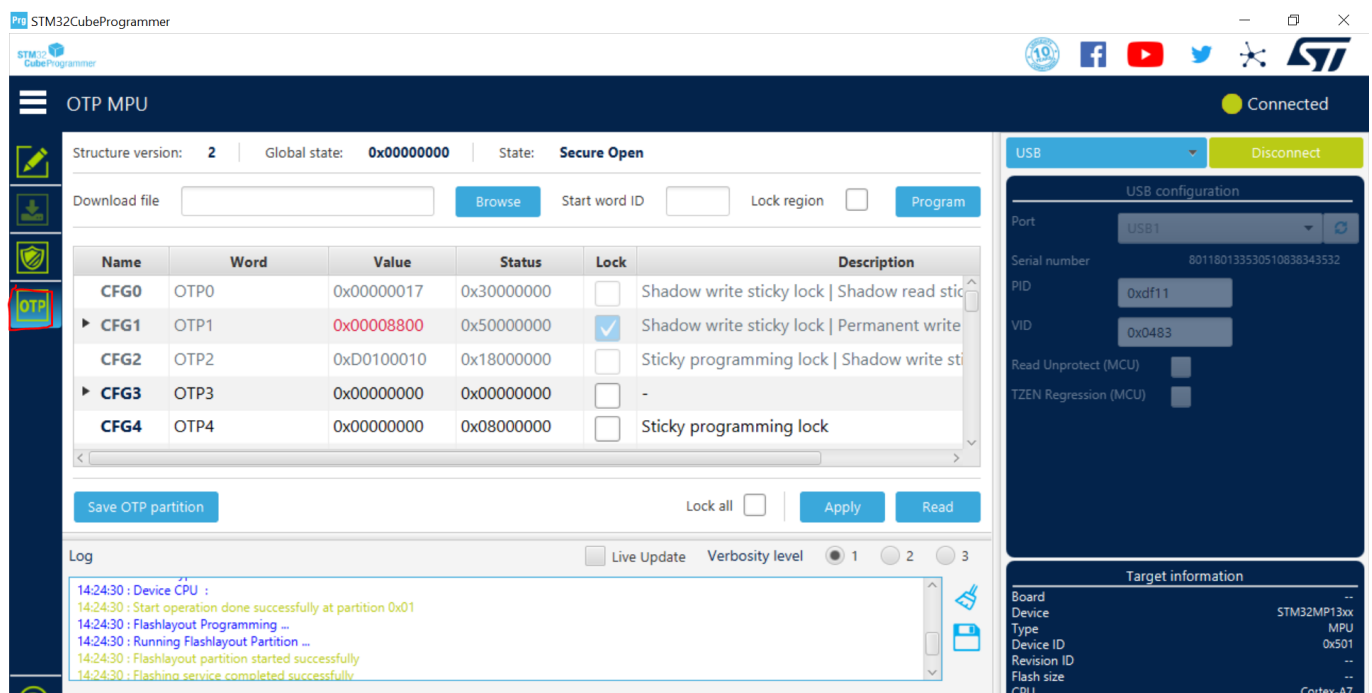 Prg STM32CubeProgrammer
STM32
CubeProgrammer
10
OTP MPU
Connected
Structure version: 2 Global state: 0x00000000 State: Secure Open
Download file Browse Start word ID Lock region Program
Name Word Value Status Lock Description
CFG0 OTP0 0x00000017 0x30000000 Shadow write sticky lock | Shadow read stic
CFG1 OTP1 0x00008800 0x50000000 Shadow write sticky lock | Permanent write
CFG2 OTP2 0xD0100010 0x18000000 Sticky programming lock | Shadow write sti
CFG3 OTP3 0x00000000 0x00000000 -
CFG4 OTP4 0x00000000 0x08000000 Sticky programming lock
OTP
Save OTP partition Lock all Apply Read
Log Live Update Verbosity level 1 2 3
14:24:30 : Device CPU :
14:24:30 : Start operation done successfully at partition 0x01
14:24:30 : Flashlayout Programming ...
14:24:30 : Running Flashlayout Partition ...
14:24:30 : Flashlayout partition started successfully
14:24:30 : Flashing service completed successfully
USB Disconnect
USB configuration
Port USB1
Serial number 801180133530510838343532
PID 0xdf11
VID 0x0483
Read Unprotect (MCU)
TZEN Regression (MCU)
Target information
Board --
Device STM32MP13xx
Type MPU
Device ID 0x501
Revision ID --
Flash size --
CPU Cortex-A7